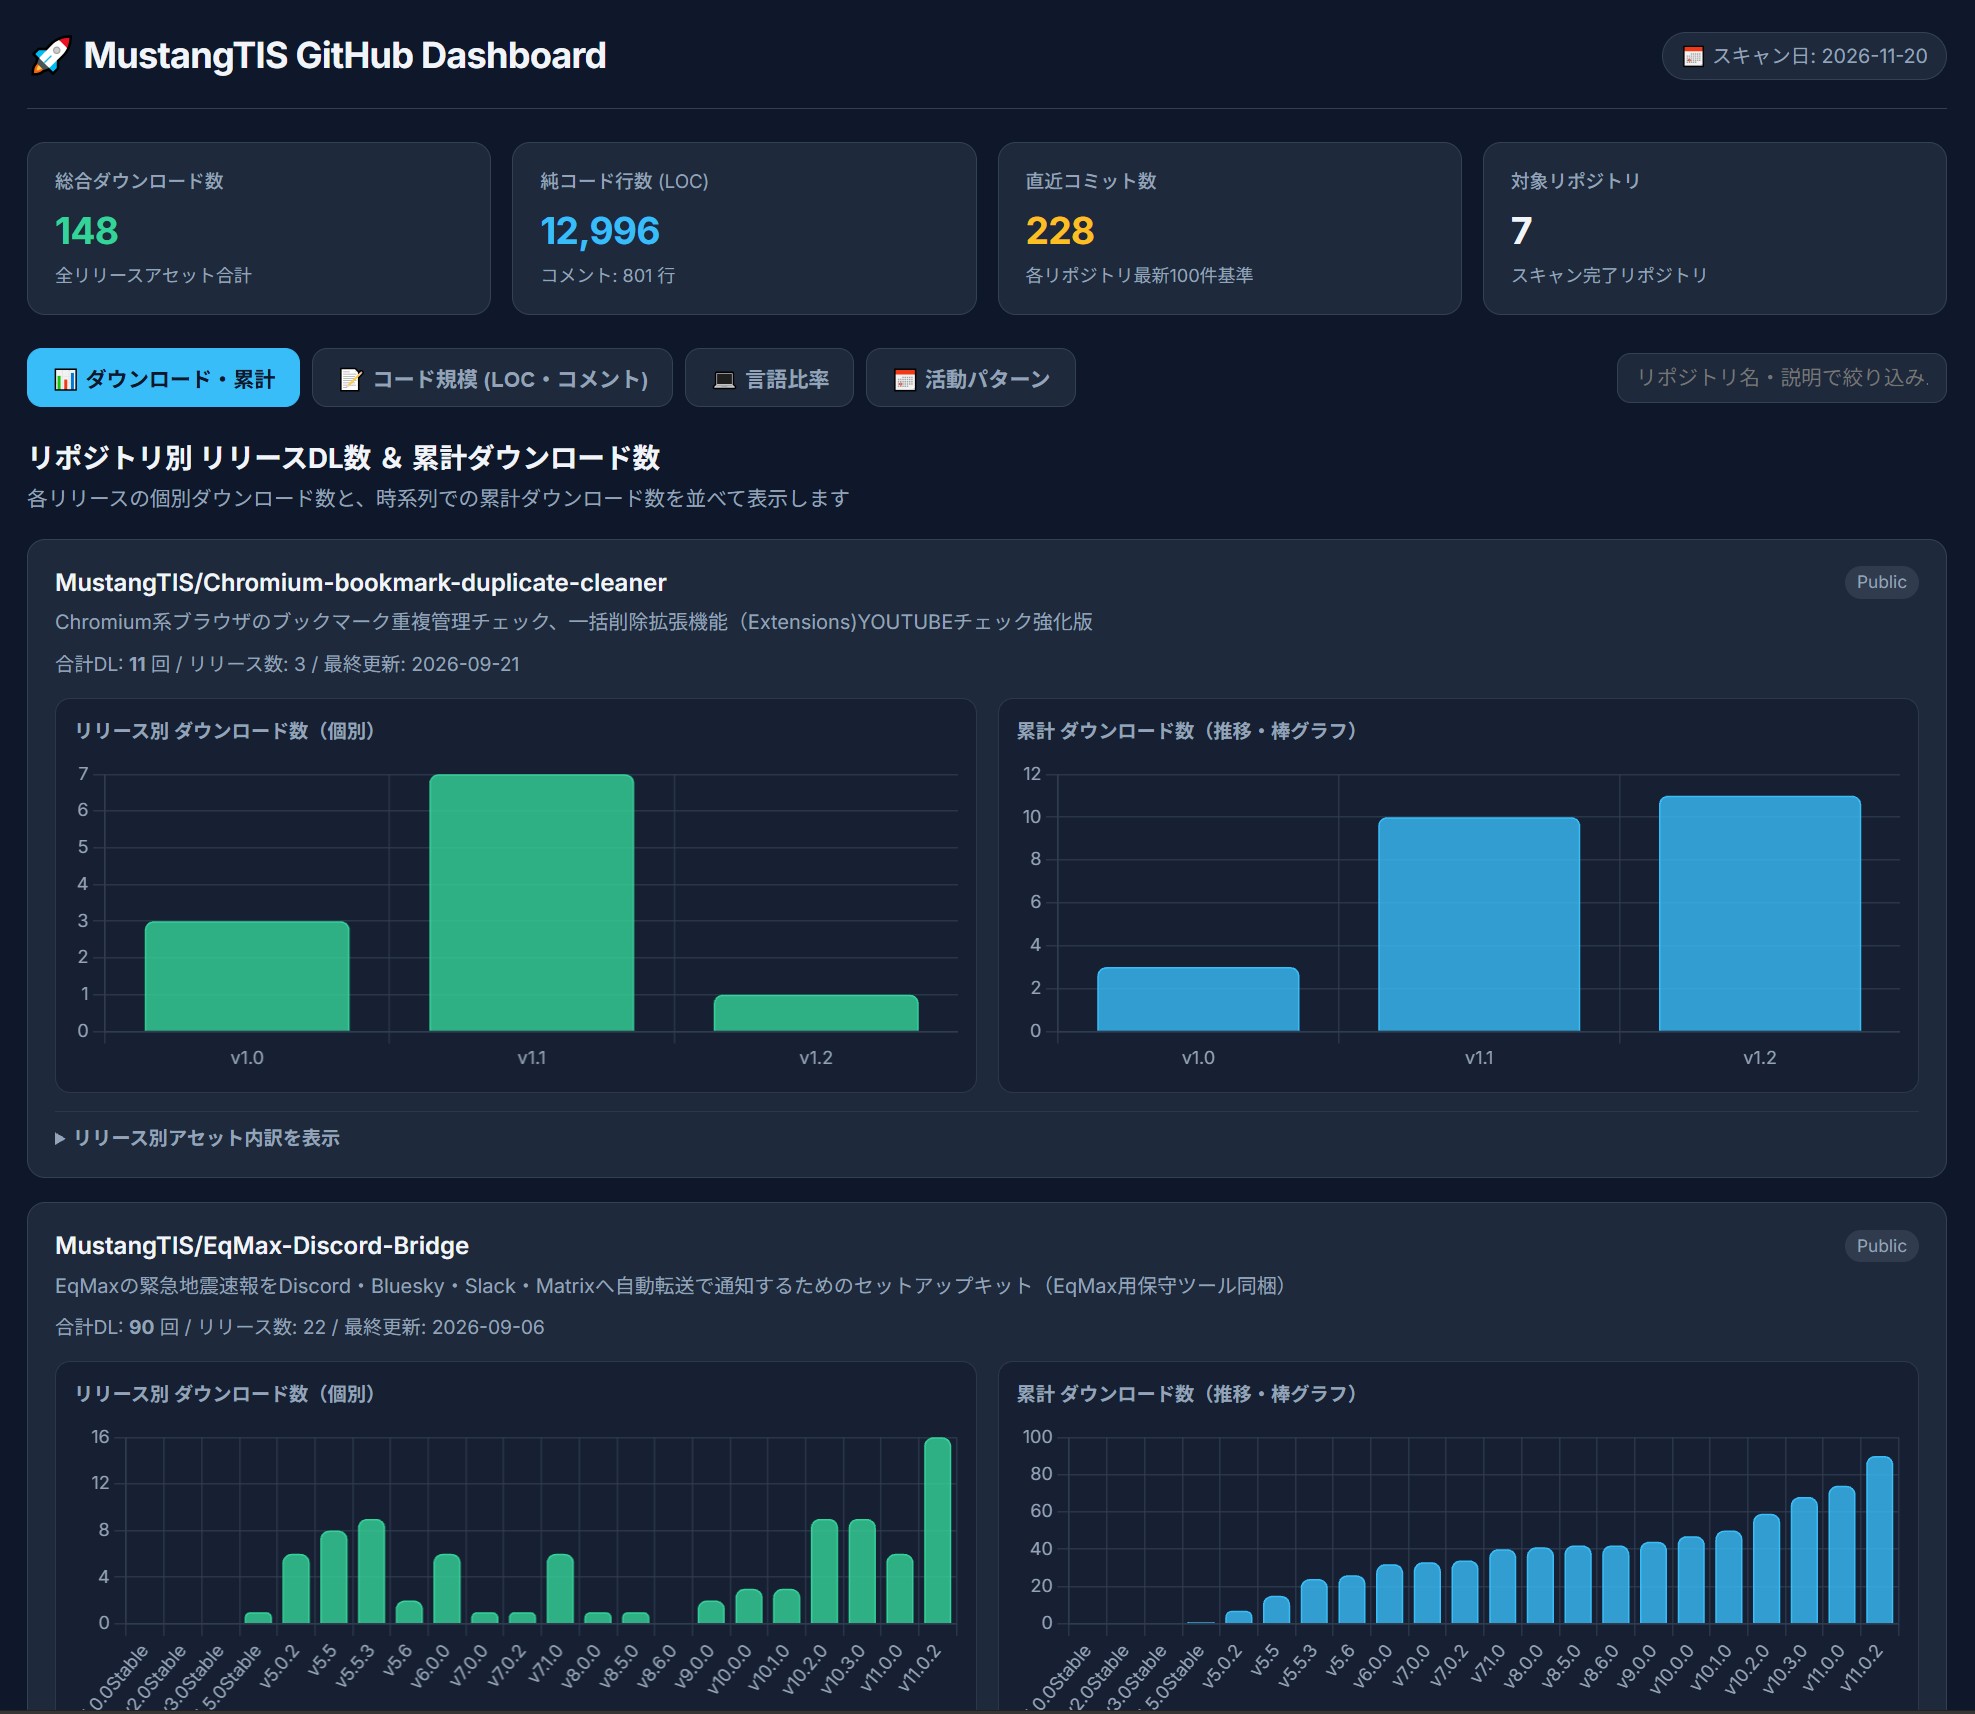 🚀 MustangTIS GitHub Dashboard
📅 スキャン日: 2026-11-20
総合ダウンロード数
148
全リリースアセット合計
純コード行数 (LOC)
12,996
コメント: 801 行
直近コミット数
228
各リポジトリ最新100件基準
対象リポジトリ
7
スキャン完了リポジトリ
📊 ダウンロード・累計
📝 コード規模 (LOC・コメント)
💻 言語比率
📅 活動パターン
リポジトリ名・説明で絞り込み.
リポジトリ別 リリースDL数 & 累計ダウンロード数
各リリースの個別ダウンロード数と、時系列での累計ダウンロード数を並べて表示します
MustangTIS/Chromium-bookmark-duplicate-cleaner
Public
Chromium系ブラウザのブックマーク重複管理チェック、一括削除拡張機能（Extensions)YOUTUBEチェック強化版
合計DL: 11 回 / リリース数: 3 / 最終更新: 2026-09-21
リリース別 ダウンロード数（個別）
7
6
5
4
3
2
1
0
v1.0
v1.1
v1.2
累計 ダウンロード数（推移・棒グラフ）
12
10
8
6
4
2
0
v1.0
v1.1
v1.2
▶ リリース別アセット内訳を表示
MustangTIS/EqMax-Discord-Bridge
Public
EqMaxの緊急地震速報をDiscord・Bluesky・Slack・Matrixへ自動転送で通知するためのセットアップキット（EqMax用保守ツール同梱）
合計DL: 90 回 / リリース数: 22 / 最終更新: 2026-09-06
リリース別 ダウンロード数（個別）
16
12
8
4
0
.0.0Stable
2.0Stable
3.0Stable
.5.0Stable
v5.0.2
v5.5
v5.5.3
v5.6
v6.0.0
v7.0.0
v7.0.2
v7.1.0
v8.0.0
v8.5.0
v8.6.0
v9.0.0
v10.0.0
v10.1.0
v10.2.0
v10.3.0
v11.0.0
v11.0.2
累計 ダウンロード数（推移・棒グラフ）
100
80
60
40
20
0
.0.0Stable
2.0Stable
3.0Stable
.5.0Stable
v5.0.2
v5.5
v5.5.3
v5.6
v6.0.0
v7.0.0
v7.0.2
v7.1.0
v8.0.0
v8.5.0
v8.6.0
v9.0.0
v10.0.0
v10.1.0
v10.2.0
v10.3.0
v11.0.0
v11.0.2